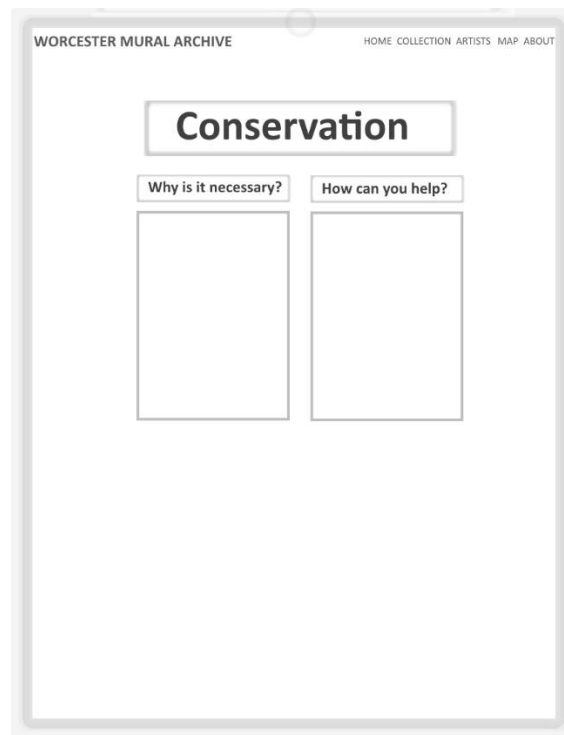 WORCESTER MURAL ARCHIVE HOME COLLECTION ARTISTS MAP ABOUT
Conservation
Why is it necessary? How can you help?